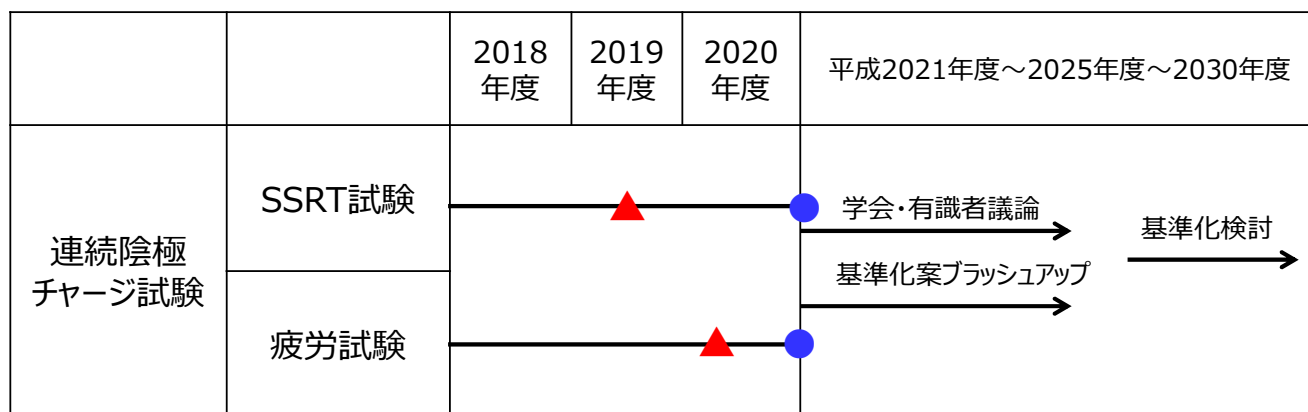 2018
年度
2019
年度
2020
年度
平成2021年度～2025年度～2030年度
連続陰極
チャージ試験
SSRT試験
疲労試験
学会・有識者議論
基準化案ブラッシュアップ
基準化検討